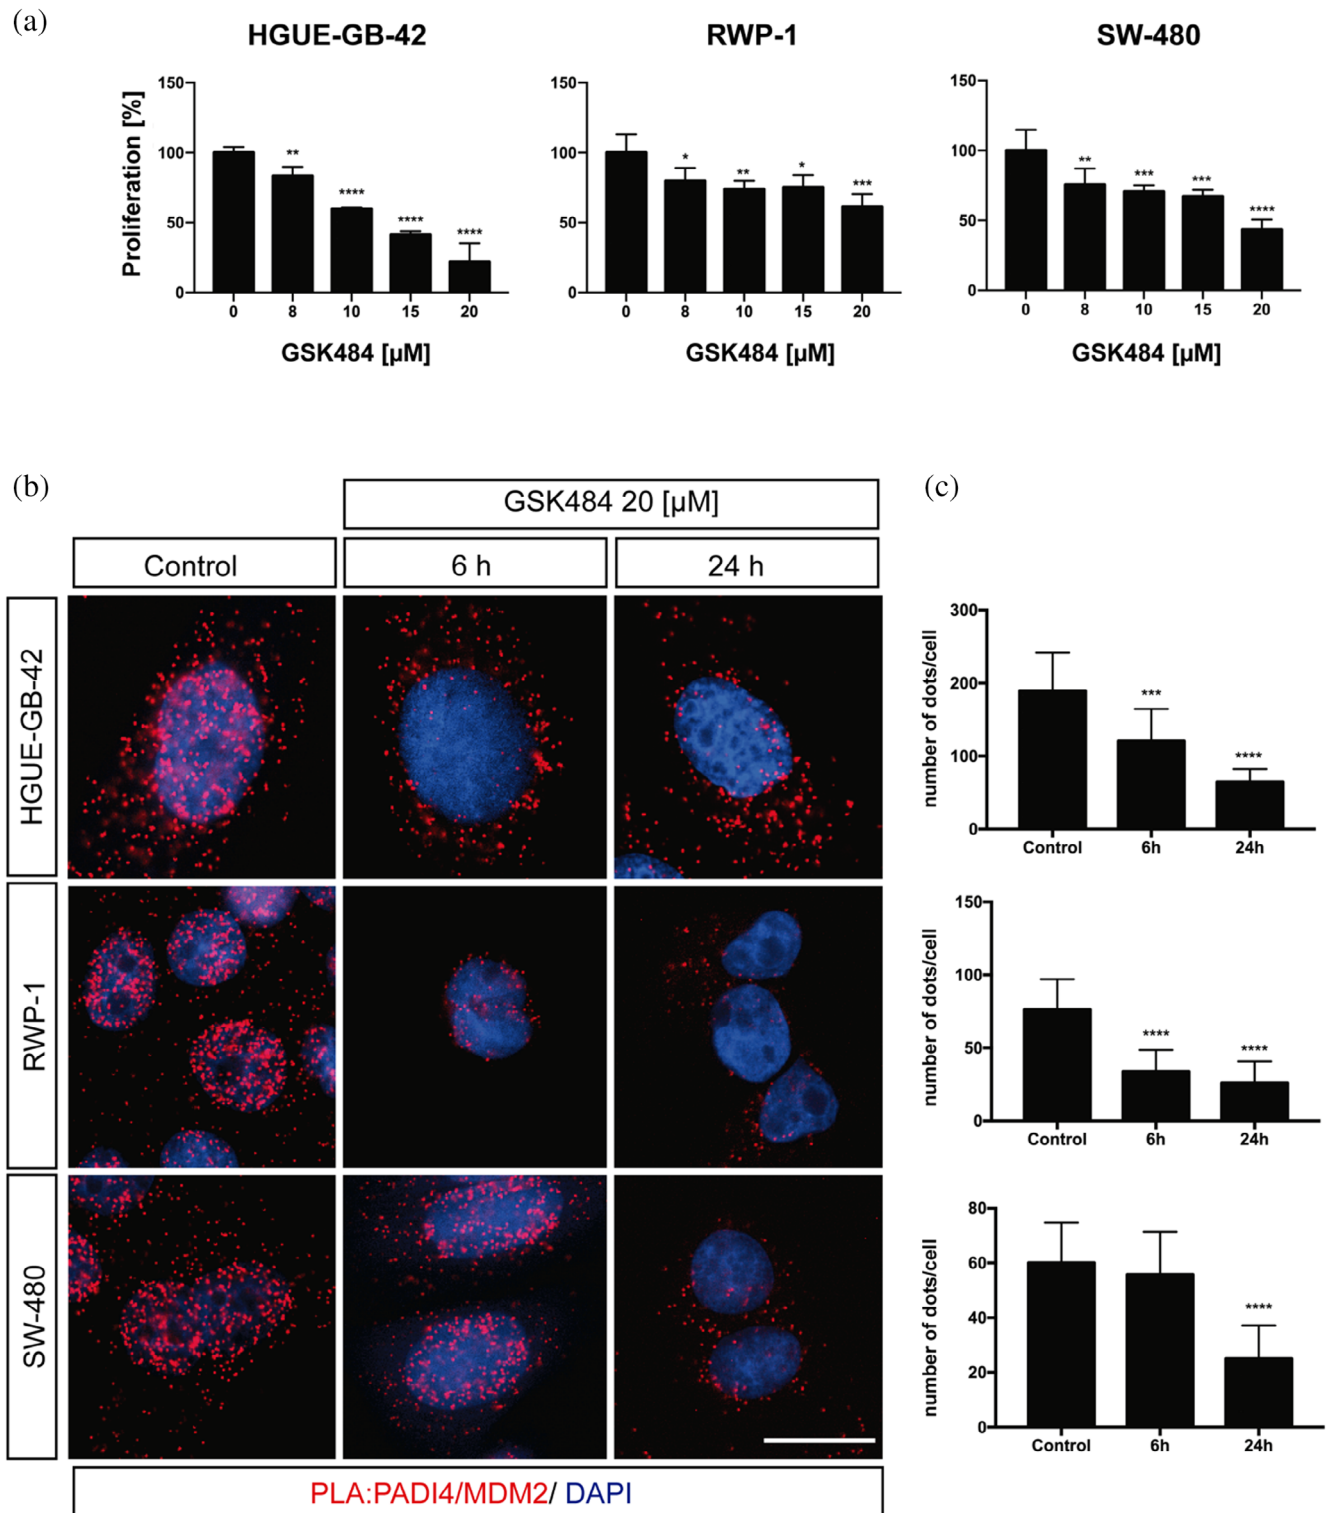 (a)
HGUE-GB-42 RWP-1 SW-480
Proliferation [%]
150
100
50
0
** **** **** ****
0 8 10 15 20
GSK484 [µM]
150
100
50
0
* ** * ***
0 8 10 15 20
GSK484 [µM]
150
100
50
0
** *** *** ****
0 8 10 15 20
GSK484 [µM]
(b)
GSK484 20 [µM]
Control 6 h 24 h
HGUE-GB-42
RWP-1
SW-480
PLA:PADI4/MDM2/ DAPI
(c)
number of dots/cell
300
200
100
0
*** ****
Control 6h 24h
number of dots/cell
150
100
50
0
**** ****
Control 6h 24h
number of dots/cell
80
60
40
20
0
****
Control 6h 24h